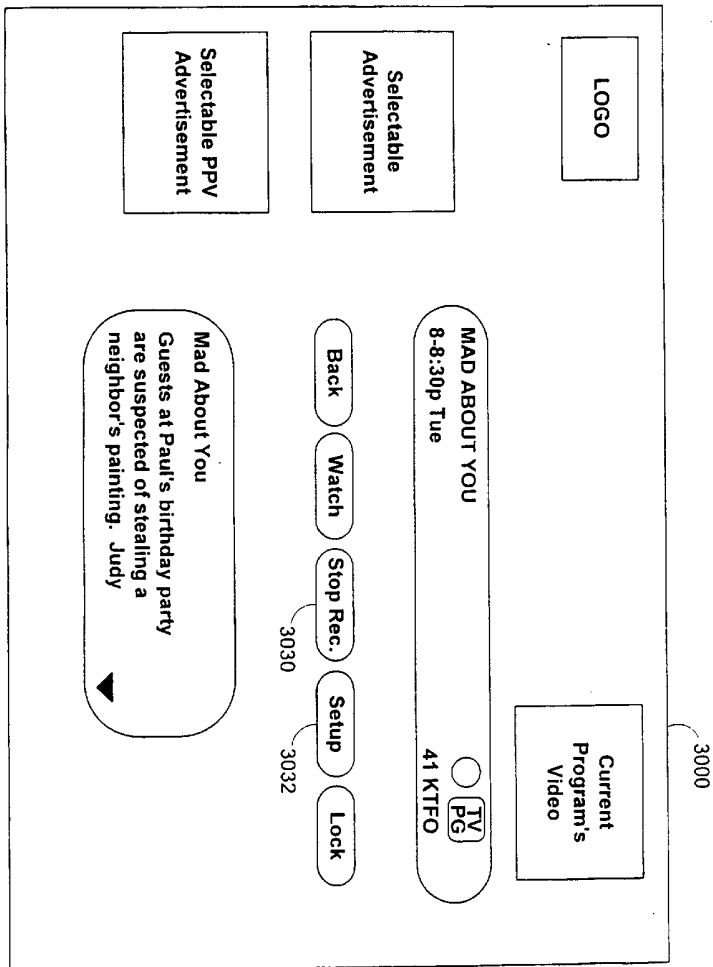 3000
LOGO
Current
Program's
Video
MAD ABOUT YOU
TV
PG
8-8:30p Tue
41 KTFO
Selectable
Advertisement
Back
Watch
Stop Rec.
Setup
Lock
3030
3032
Selectable PPV
Advertisement
Mad About You
Guests at Paul's birthday party
are suspected of stealing a
neighbor's painting. Judy